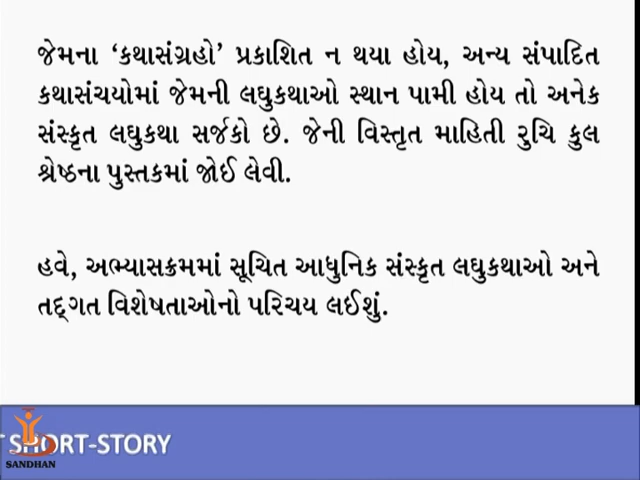 જેમના ‘કથાસંગ્રહો’ પ્રકાશિત ન થયા હોય, અન્ય સંપાદિત
કથાસંચયોમાં જેમની લઘુકથાઓ સ્થાન પામી હોય તો અનેક
સંસ્કૃત લઘુકથા સર્જકો છે. જેની વિસ્તૃત માહિતી રુચિ કુલ
શ્રેષ્ઠના પુસ્તકમાં જોઈ લેવી.
હવે, અભ્યાસક્રમમાં સૂચિત આધુનિક સંસ્કૃત લઘુકથાઓ અને
તદ્‌ગત વિશેષતાઓનો પરિચય લઈશું.
SHORT-STORY
SANDHAN